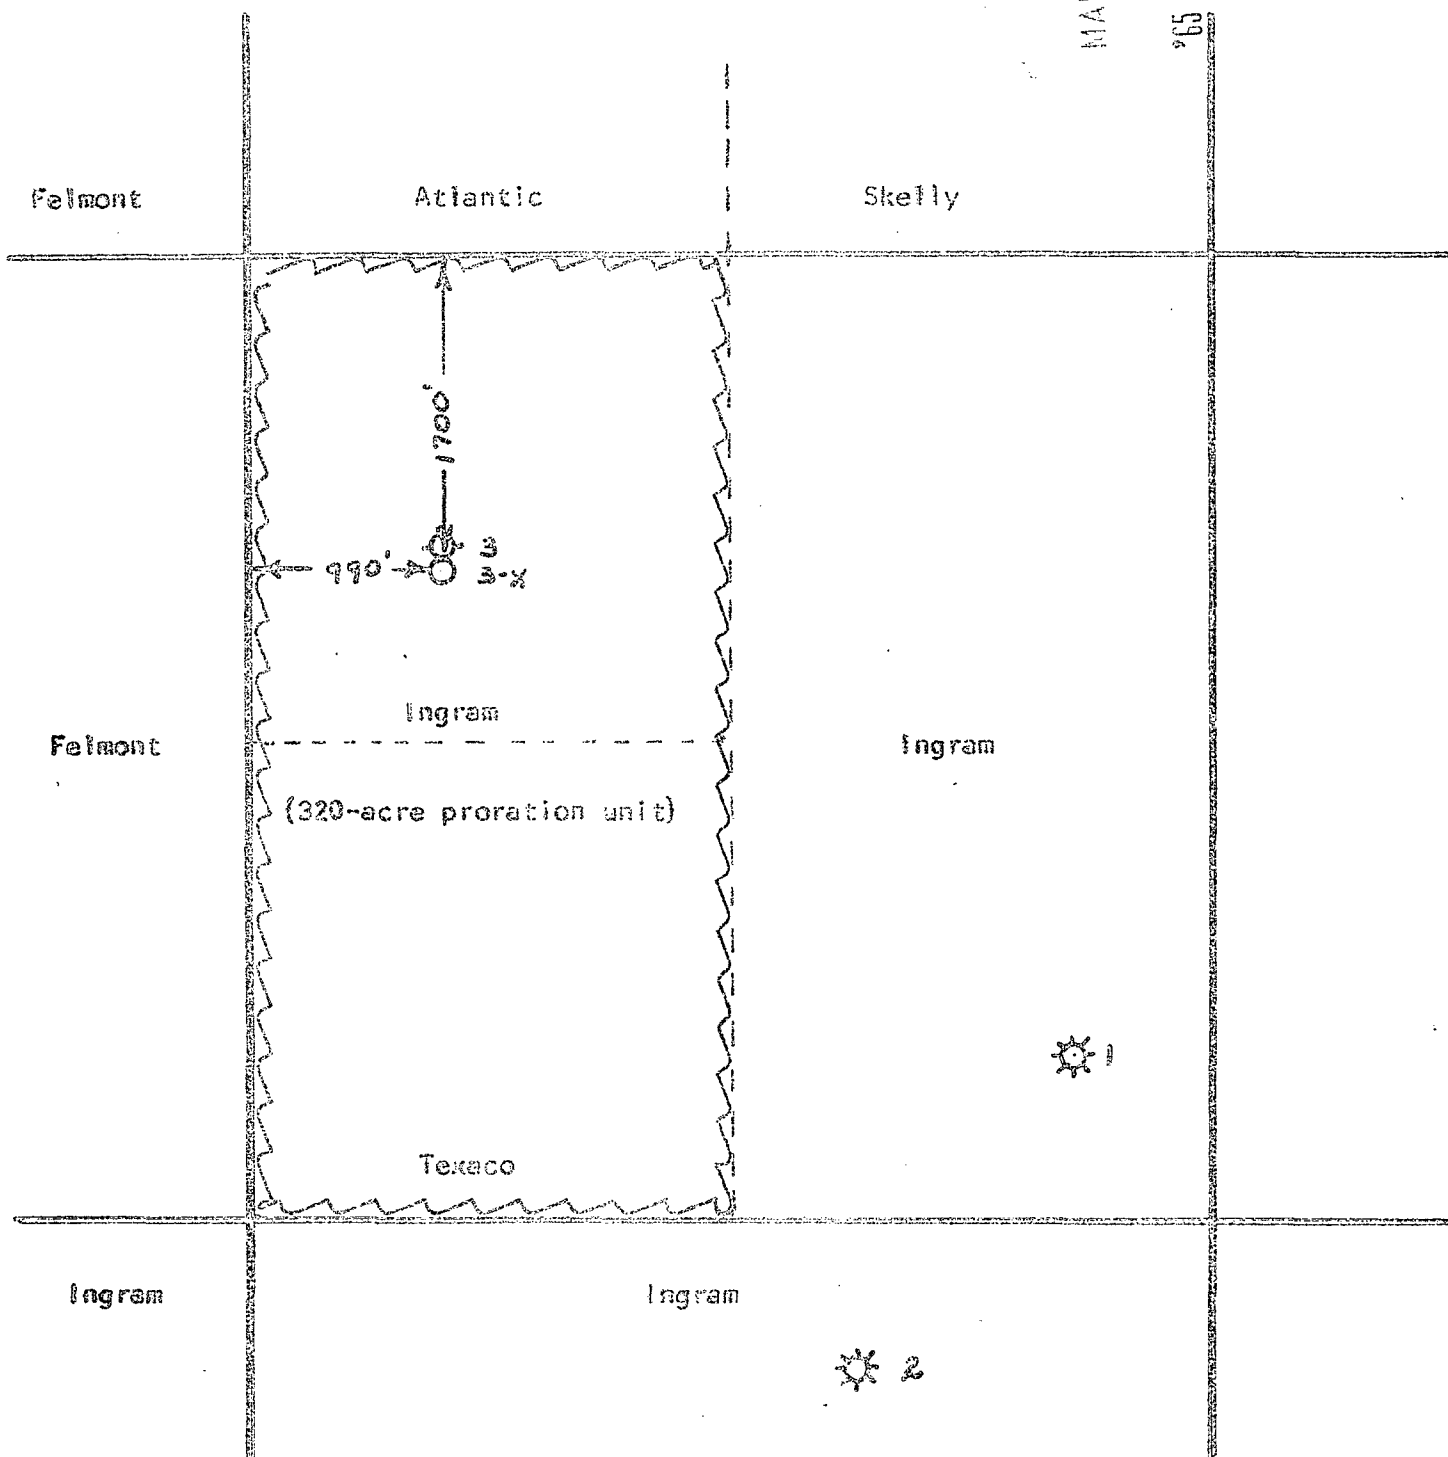 MA
'65
Felmont
Atlantic
Skelly
1700'
3
990'
3-X
Ingram
Felmont
Ingram
(320-acre proration unit)
1
Texaco
Ingram
Ingram
2